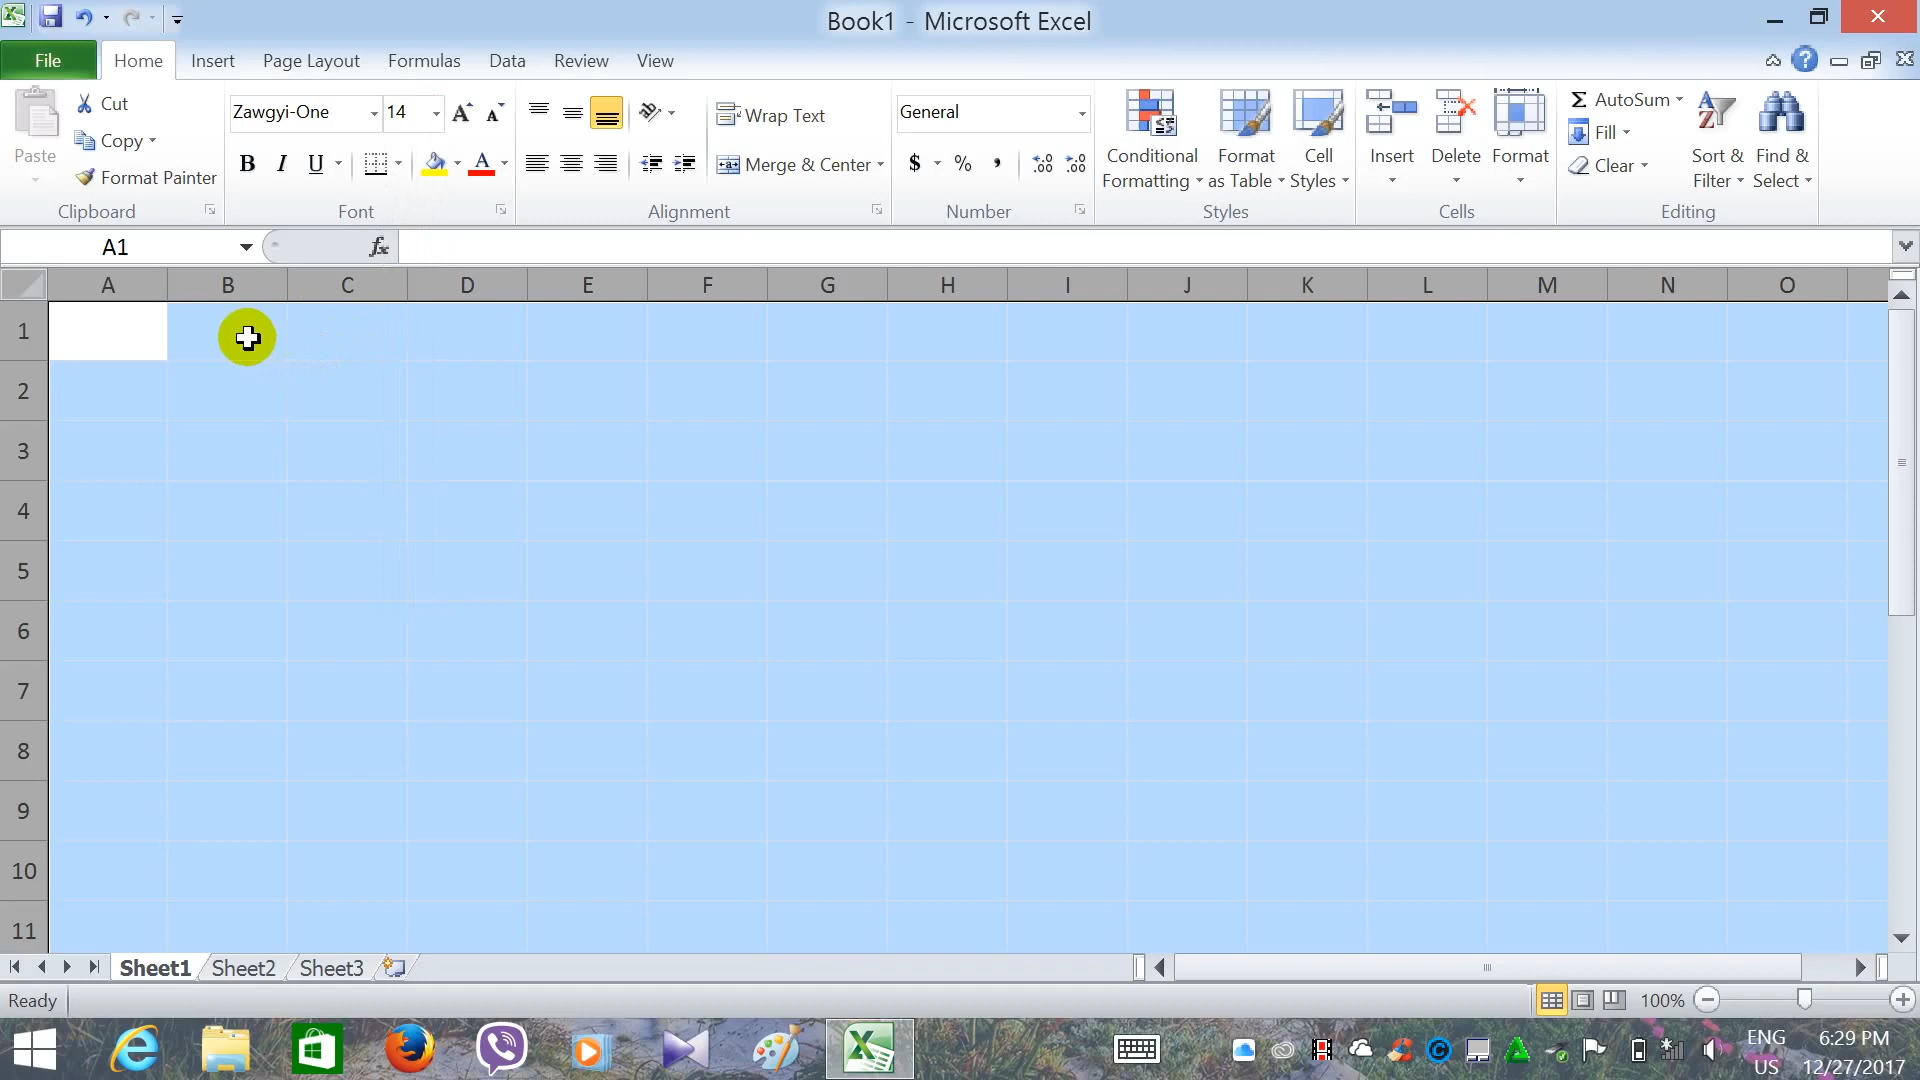 Book1 - Microsoft Excel
File Home Insert Page Layout Formulas Data Review View
Paste
Cut
Copy
Format Painter
Clipboard
Zawgyi-One 14
B I U A
Font
Wrap Text
Merge & Center
Alignment
General
$ % ,
Number
Conditional Formatting
Format as Table
Cell Styles
Styles
Insert
Delete
Format
Cells
Σ AutoSum
Fill
Clear
Sort & Filter
Find & Select
Editing
A1 fx
A B C D E F G H I J K L M N O
1
2
3
4
5
6
7
8
9
10
11
Sheet1 Sheet2 Sheet3
Ready 100%
ENG US
6:29 PM
12/27/2017